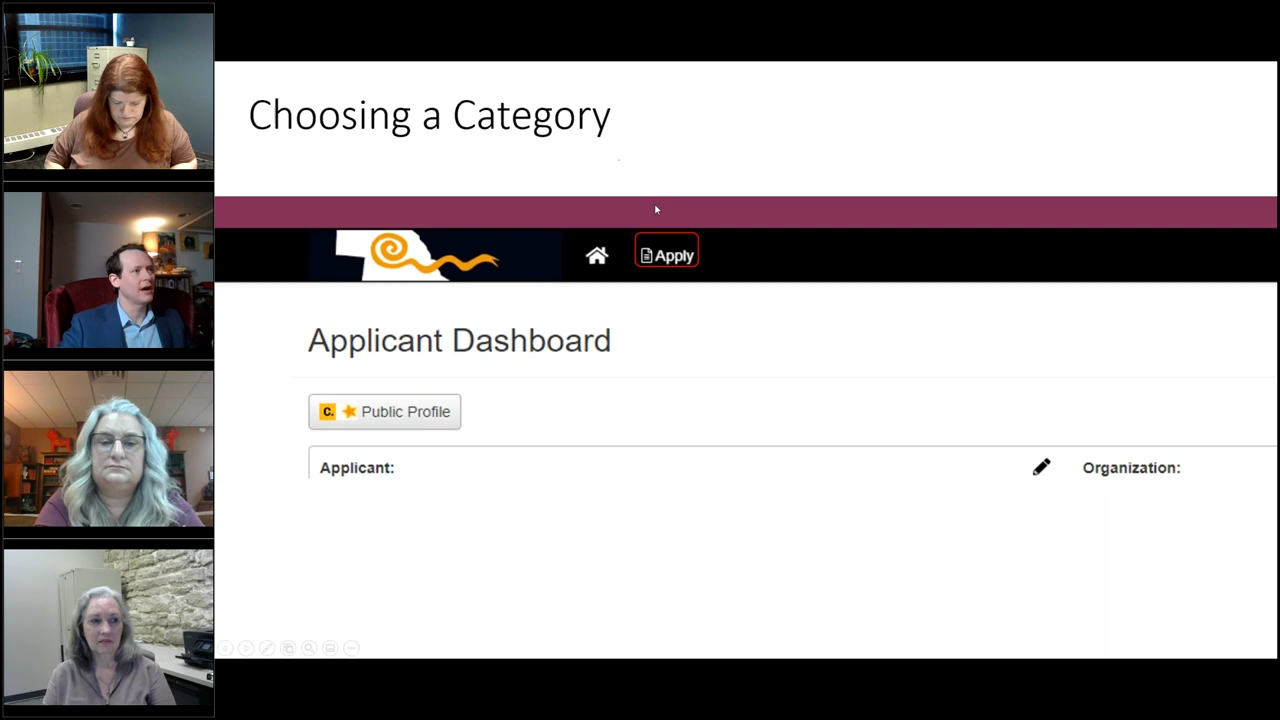 Choosing a Category
Apply
Applicant Dashboard
C. Public Profile
Applicant:
Organization: